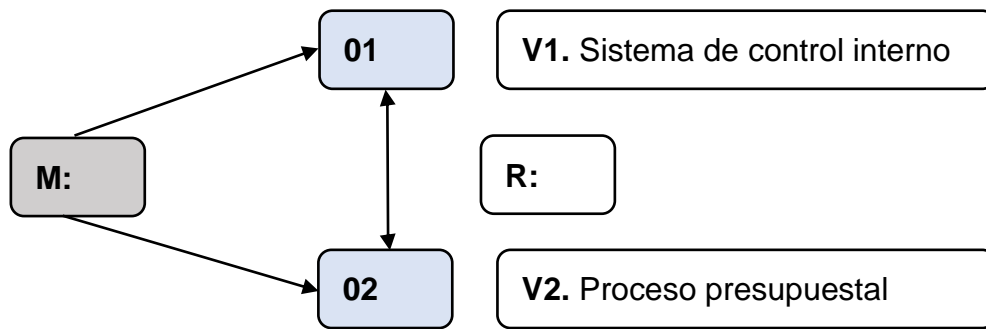 01
V1. Sistema de control interno
M:
R:
02
V2. Proceso presupuestal